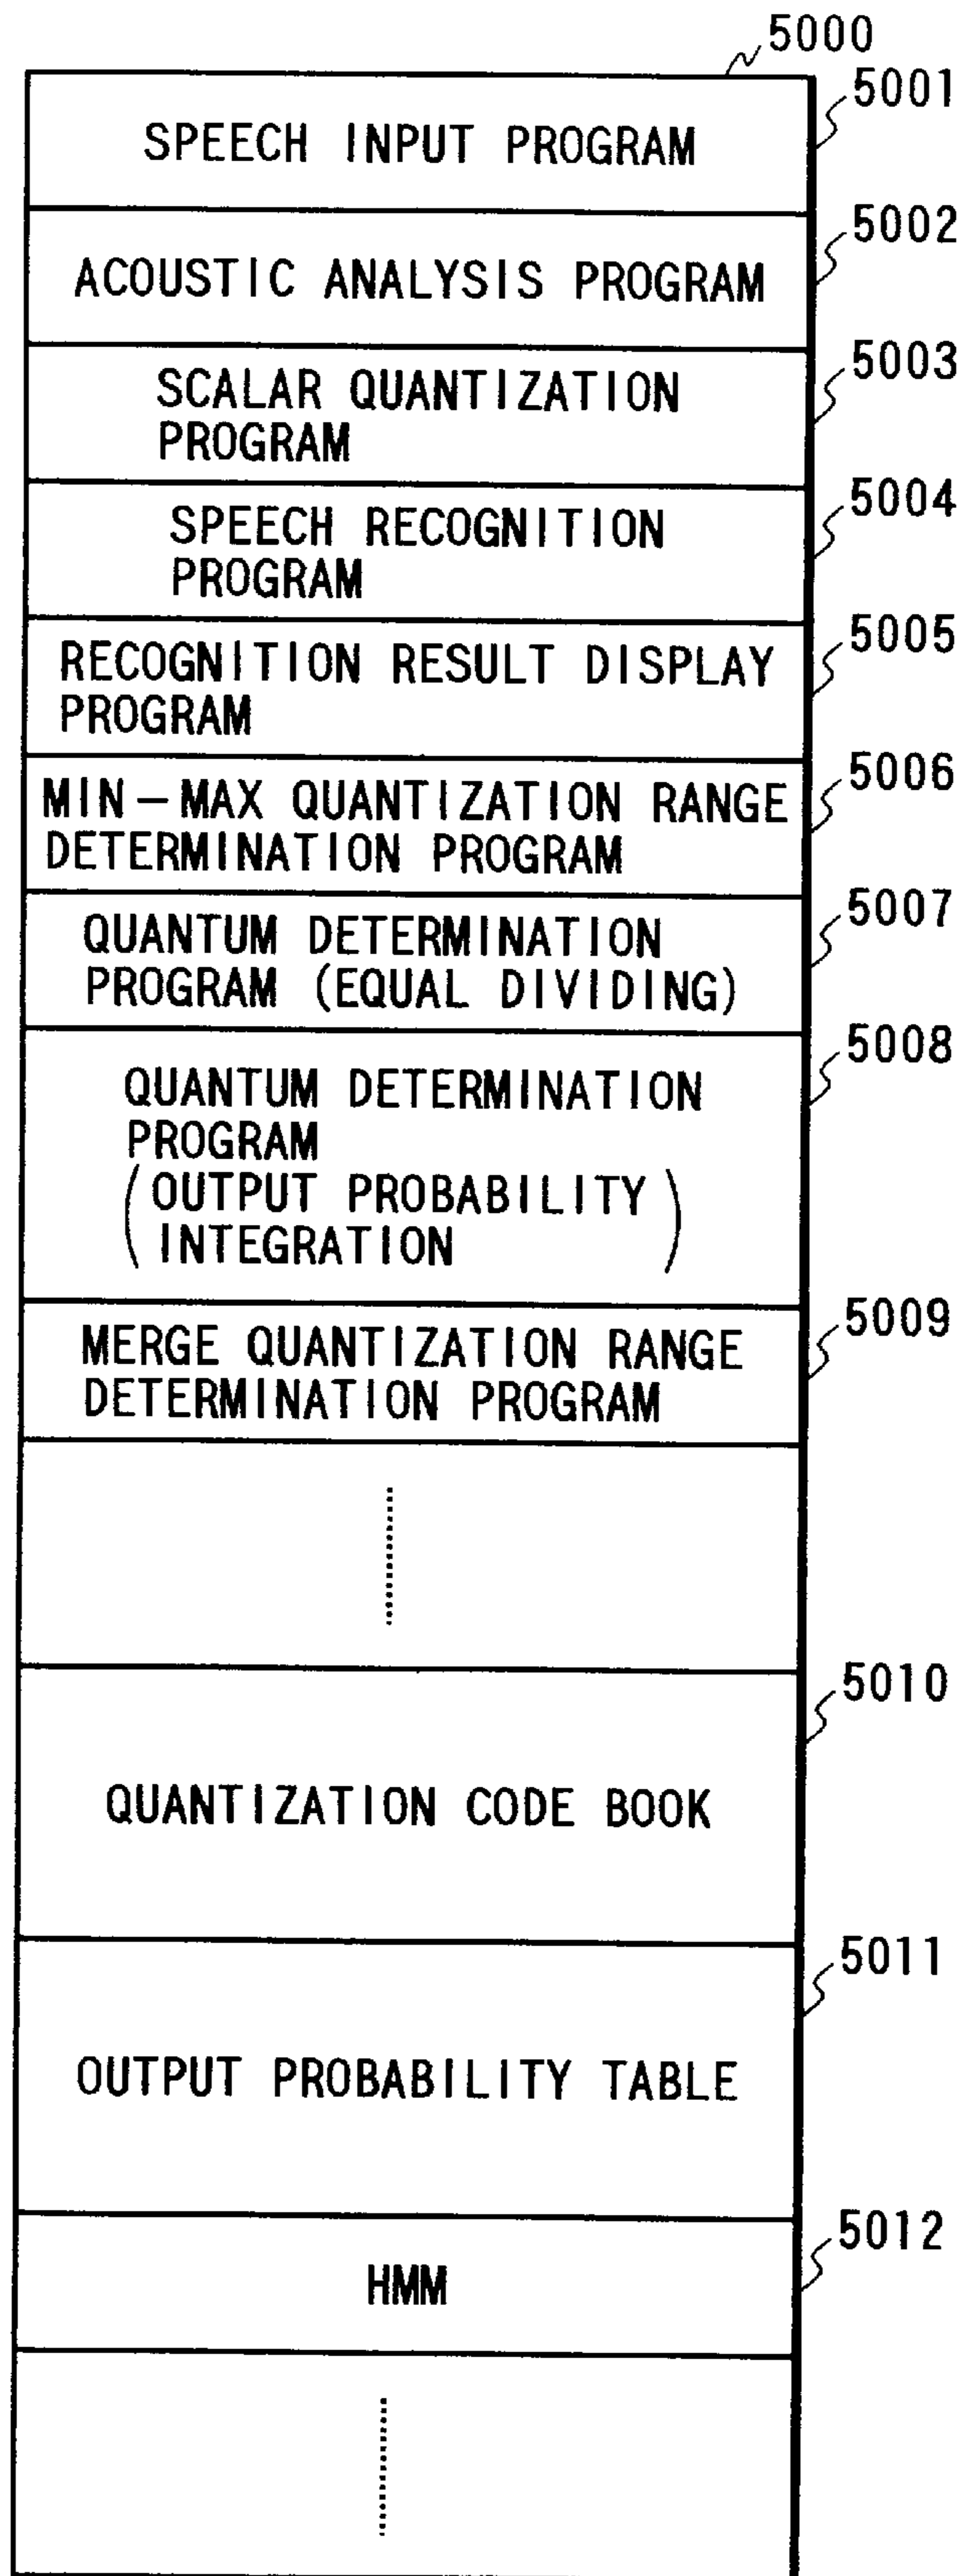 5000
5001
SPEECH INPUT PROGRAM
5002
ACOUSTIC ANALYSIS PROGRAM
5003
SCALAR QUANTIZATION
PROGRAM
5004
SPEECH RECOGNITION
PROGRAM
5005
RECOGNITION RESULT DISPLAY
PROGRAM
5006
MIN-MAX QUANTIZATION RANGE
DETERMINATION PROGRAM
5007
QUANTUM DETERMINATION
PROGRAM (EQUAL DIVIDING)
5008
QUANTUM DETERMINATION
PROGRAM
(OUTPUT PROBABILITY
INTEGRATION)
5009
MERGE QUANTIZATION RANGE
DETERMINATION PROGRAM
5010
QUANTIZATION CODE BOOK
5011
OUTPUT PROBABILITY TABLE
5012
HMM